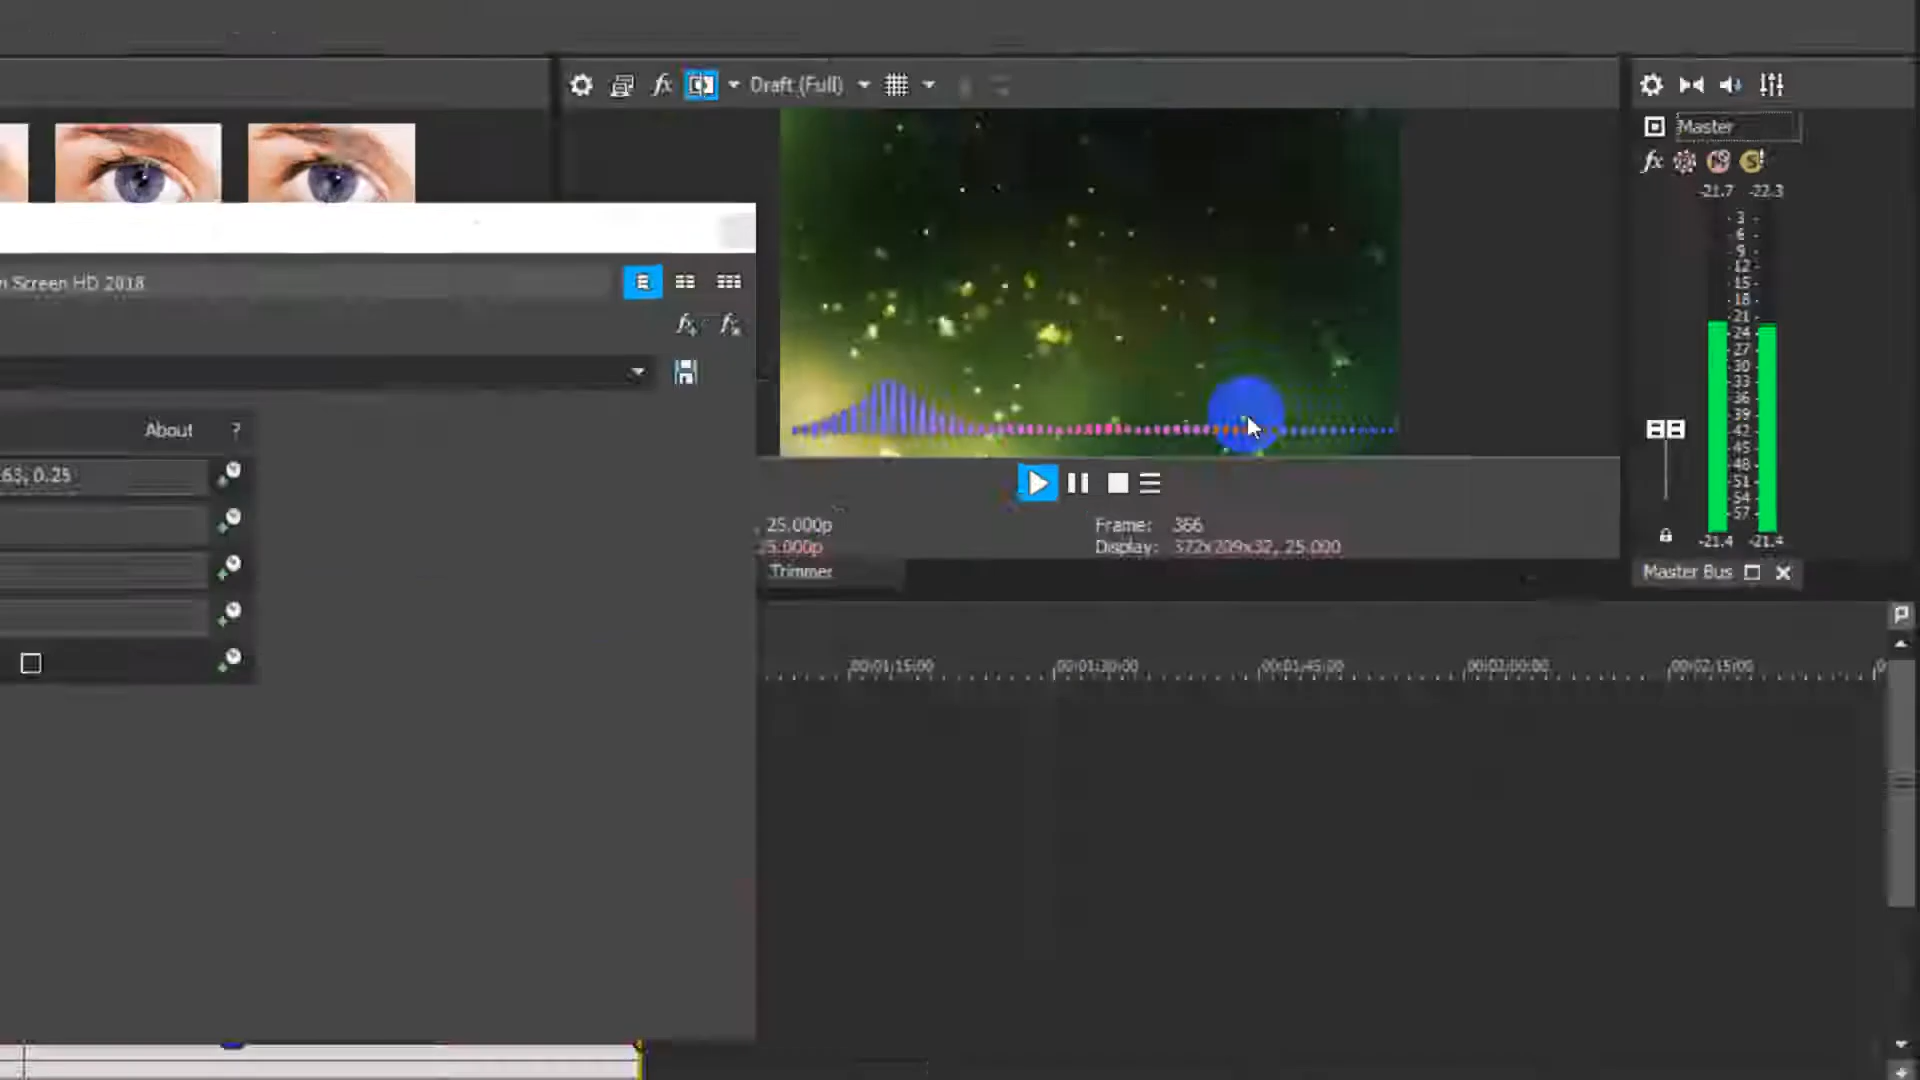 fx
Draft (Full)
Master
fx
-21.7 -22.3
3
6
9
12
15
18
21
24
27
30
33
36
39
42
45
48
51
54
57
-21.4 -21.4
Master Bus
n Screen HD 2018
About ?
63, 0.25
, 25.000p
25.000p
Frame: 366
Display: 372x209x32, 25.000
Trimmer
00:01:15:00 00:01:30:00 00:01:45:00 00:02:00:00 00:02:15:00